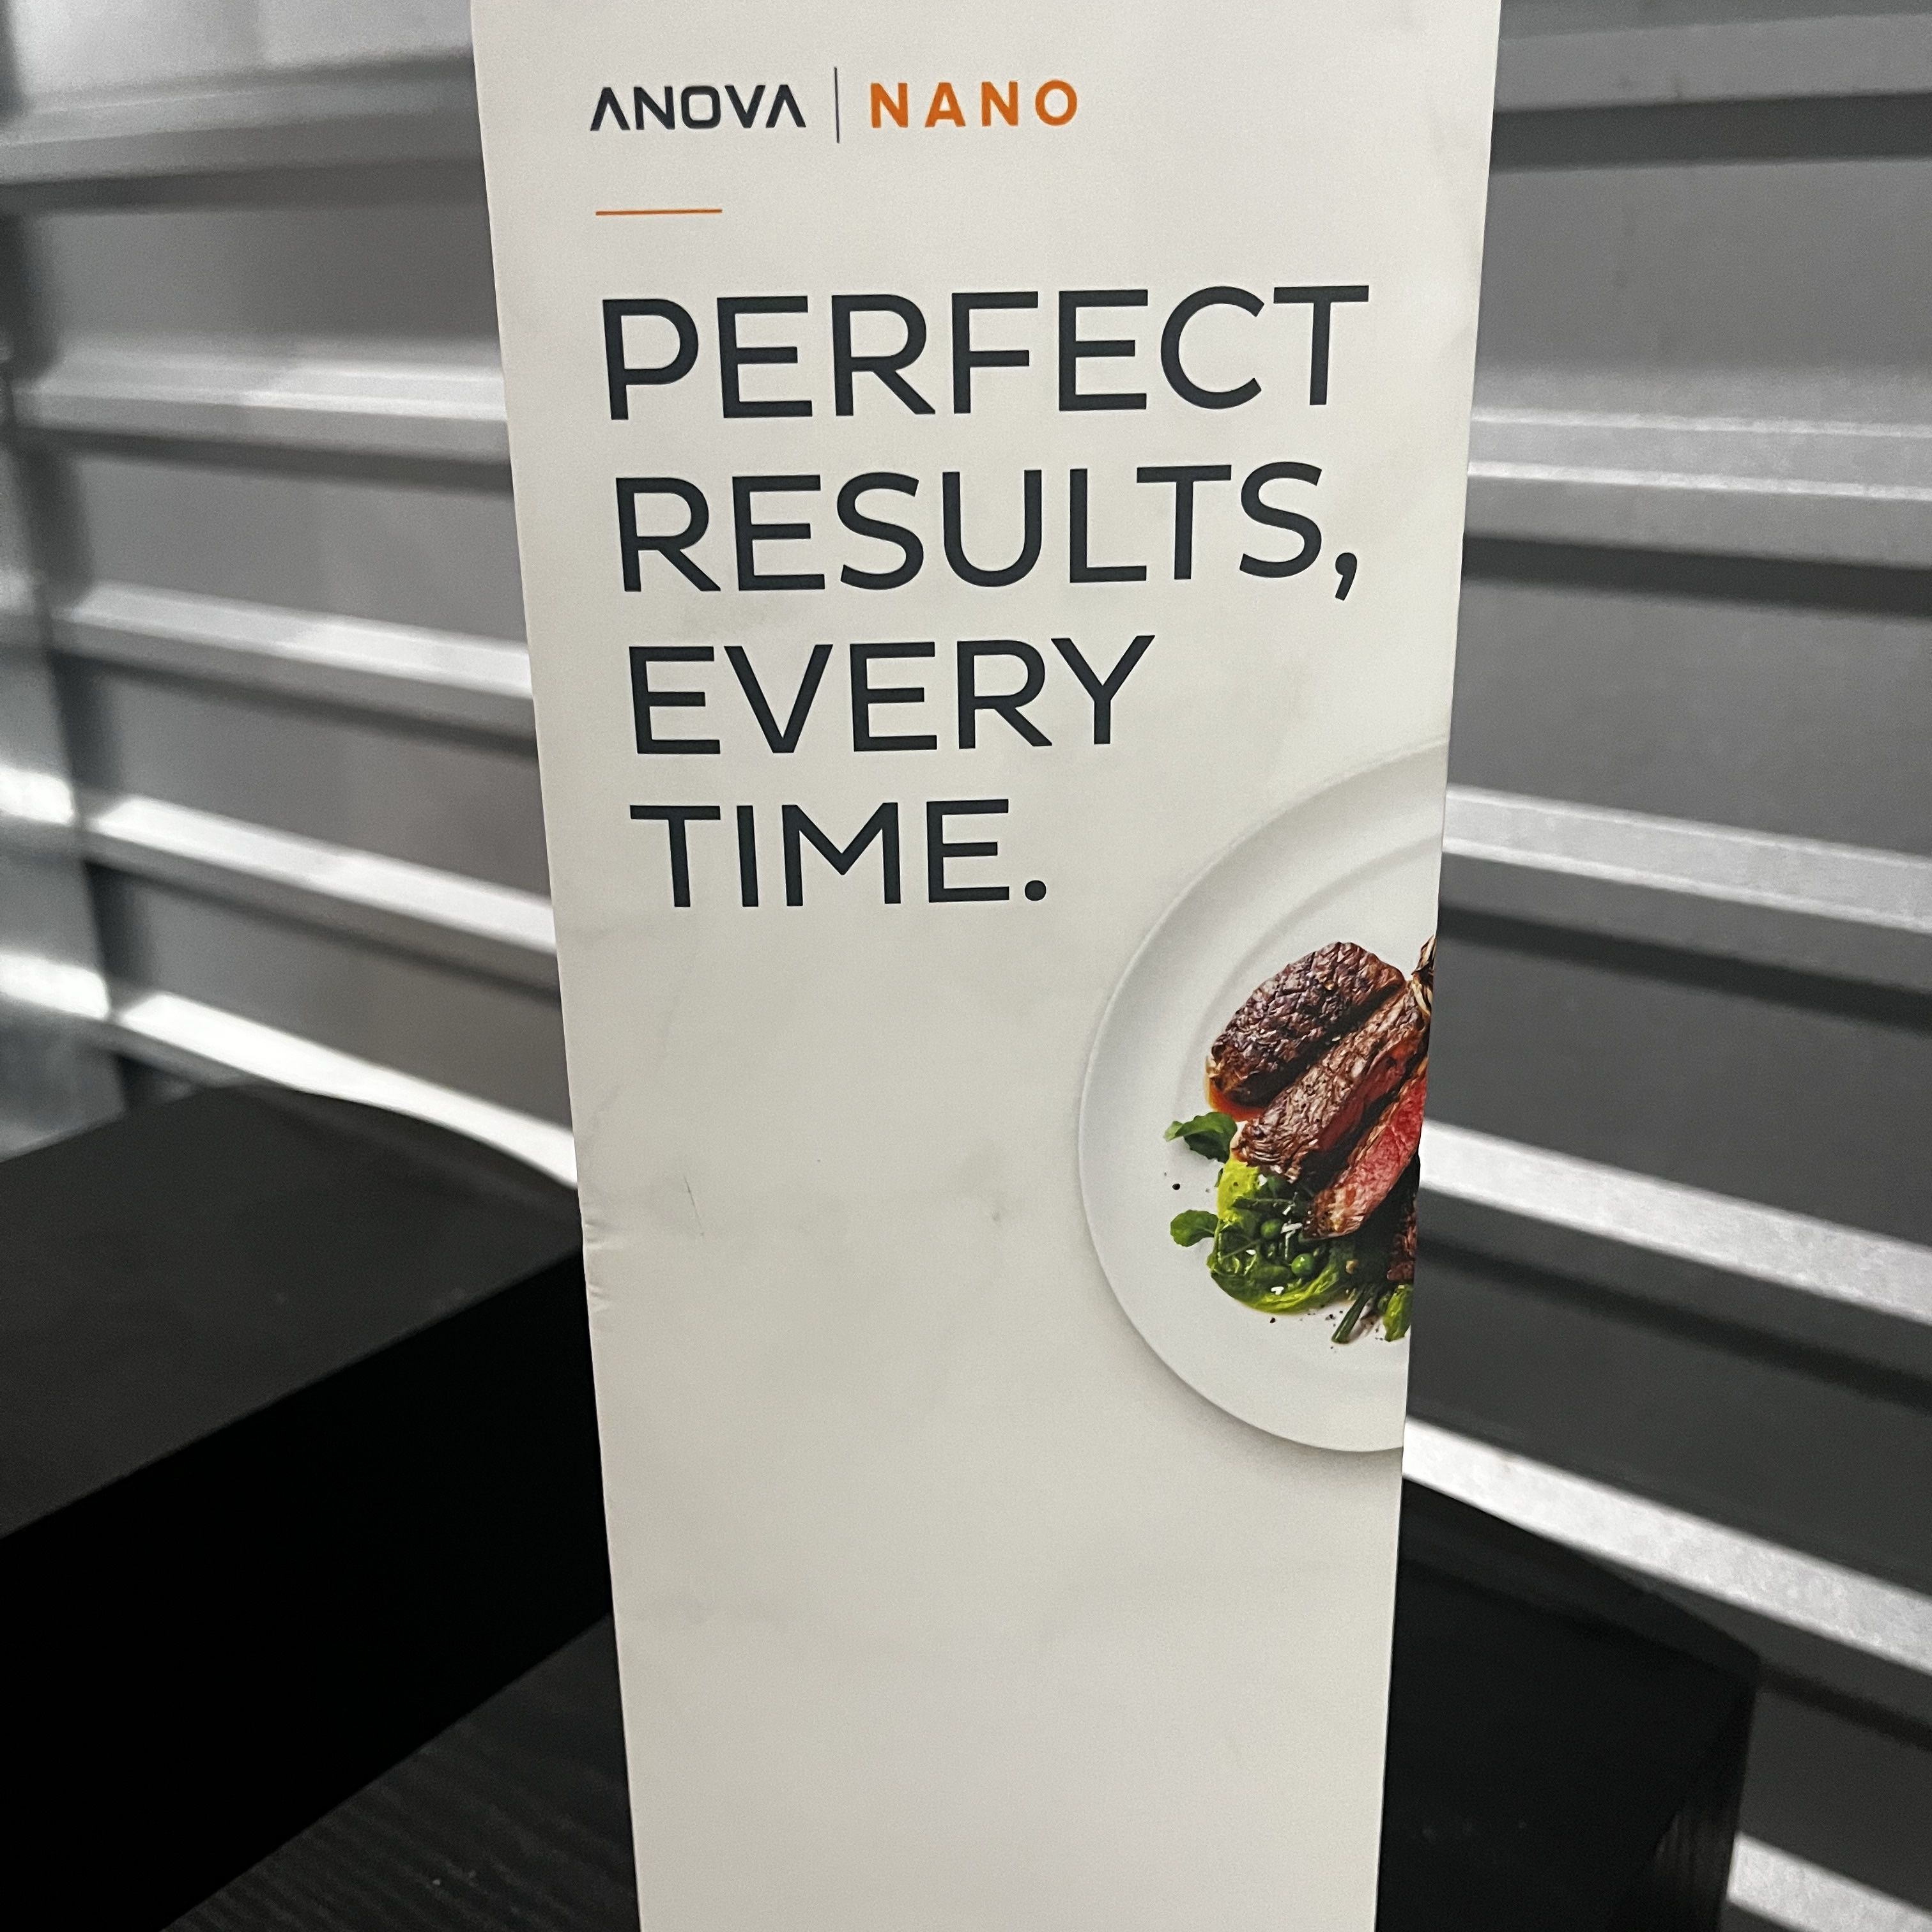 ANOVA | NANO
PERFECT
RESULTS,
EVERY
TIME.